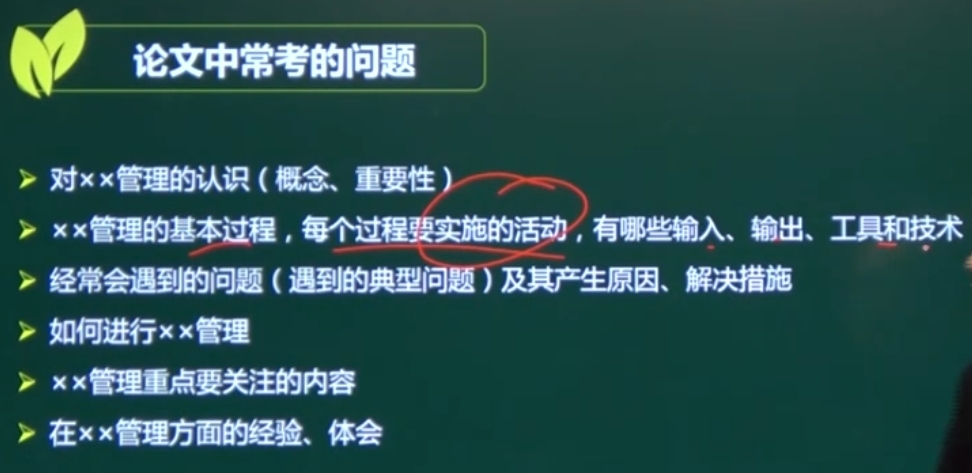 论文中常考的问题
对××管理的认识（概念、重要性）
××管理的基本过程，每个过程要实施的活动，有哪些输入、输出、工具和技术
经常会遇到的问题（遇到的典型问题）及其产生原因、解决措施
如何进行××管理
××管理重点要关注的内容
在××管理方面的经验、体会